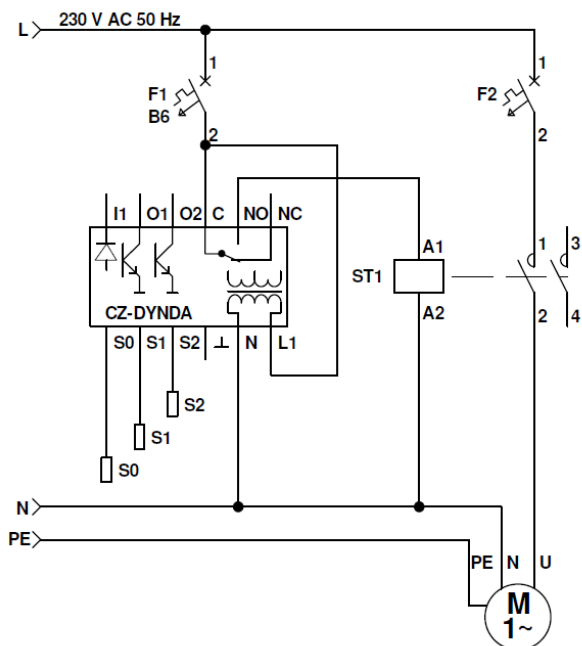 L 230 V AC 50 Hz
1 1
F1 F2
B6
2 2
I1 O1 O2 C NO NC
A1 1 3
ST1
CZ-DYNDA
A2 2 4
S0 S1 S2 ⊥ N L1
S2
S1
S0
N
PE
PE N U
M
1~